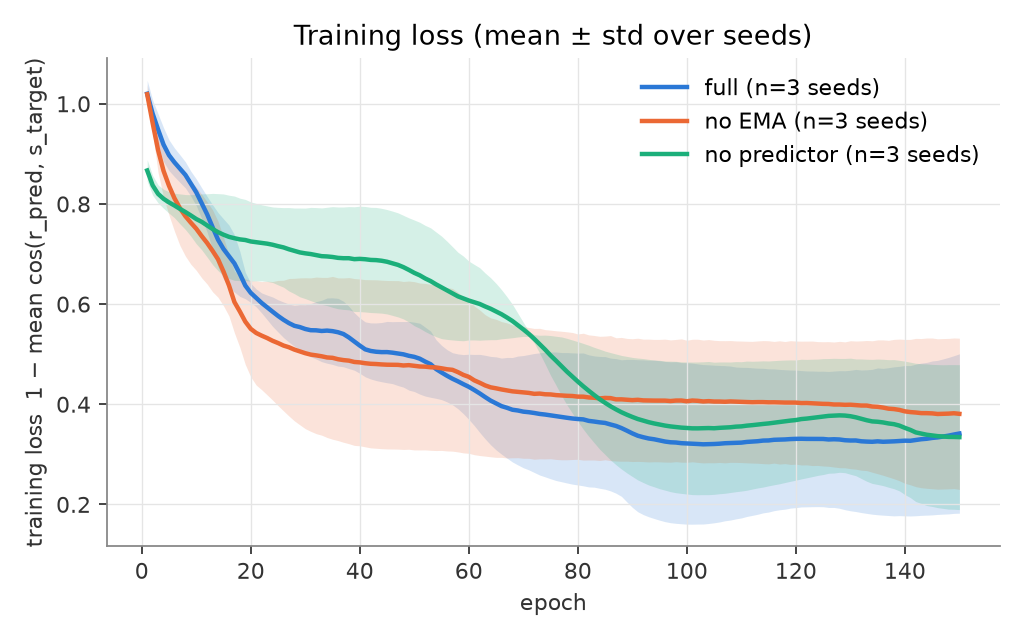 Training loss (mean ± std over seeds)
training loss  1 − mean cos(r_pred, s_target)
1.0
0.8
0.6
0.4
0.2
full (n=3 seeds)
no EMA (n=3 seeds)
no predictor (n=3 seeds)
0 20 40 60 80 100 120 140
epoch